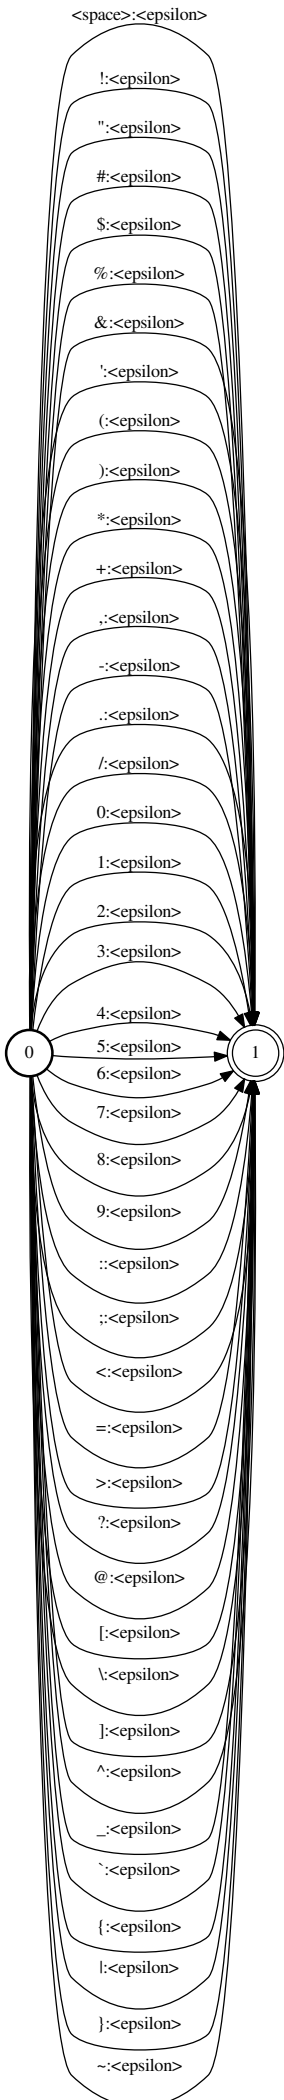 <space>:<epsilon>
!:<epsilon>
":<epsilon>
#:<epsilon>
$:<epsilon>
%:<epsilon>
&:<epsilon>
':<epsilon>
(:<epsilon>
):<epsilon>
*:<epsilon>
+:<epsilon>
,:<epsilon>
-:<epsilon>
.:<epsilon>
/:<epsilon>
0:<epsilon>
1:<epsilon>
2:<epsilon>
3:<epsilon>
4:<epsilon>
5:<epsilon>
0 1
6:<epsilon>
7:<epsilon>
8:<epsilon>
9:<epsilon>
::<epsilon>
;:<epsilon>
<:<epsilon>
=:<epsilon>
>:<epsilon>
?:<epsilon>
@:<epsilon>
[:<epsilon>
\:<epsilon>
]:<epsilon>
^:<epsilon>
_:<epsilon>
`:<epsilon>
{:<epsilon>
|:<epsilon>
}:<epsilon>
~:<epsilon>